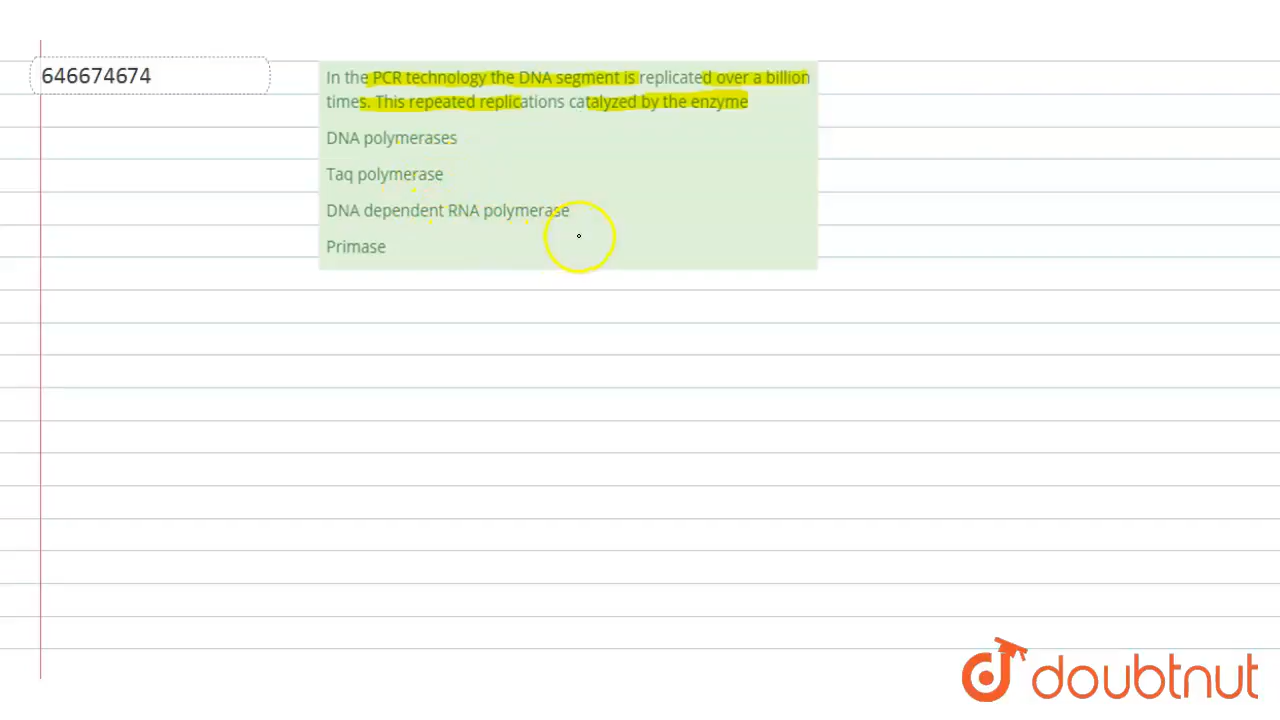 646674674
In the PCR technology the DNA segment is replicated over a billion
times. This repeated replications catalyzed by the enzyme
DNA polymerases
Taq polymerase
DNA dependent RNA polymerase
Primase
doubtnut